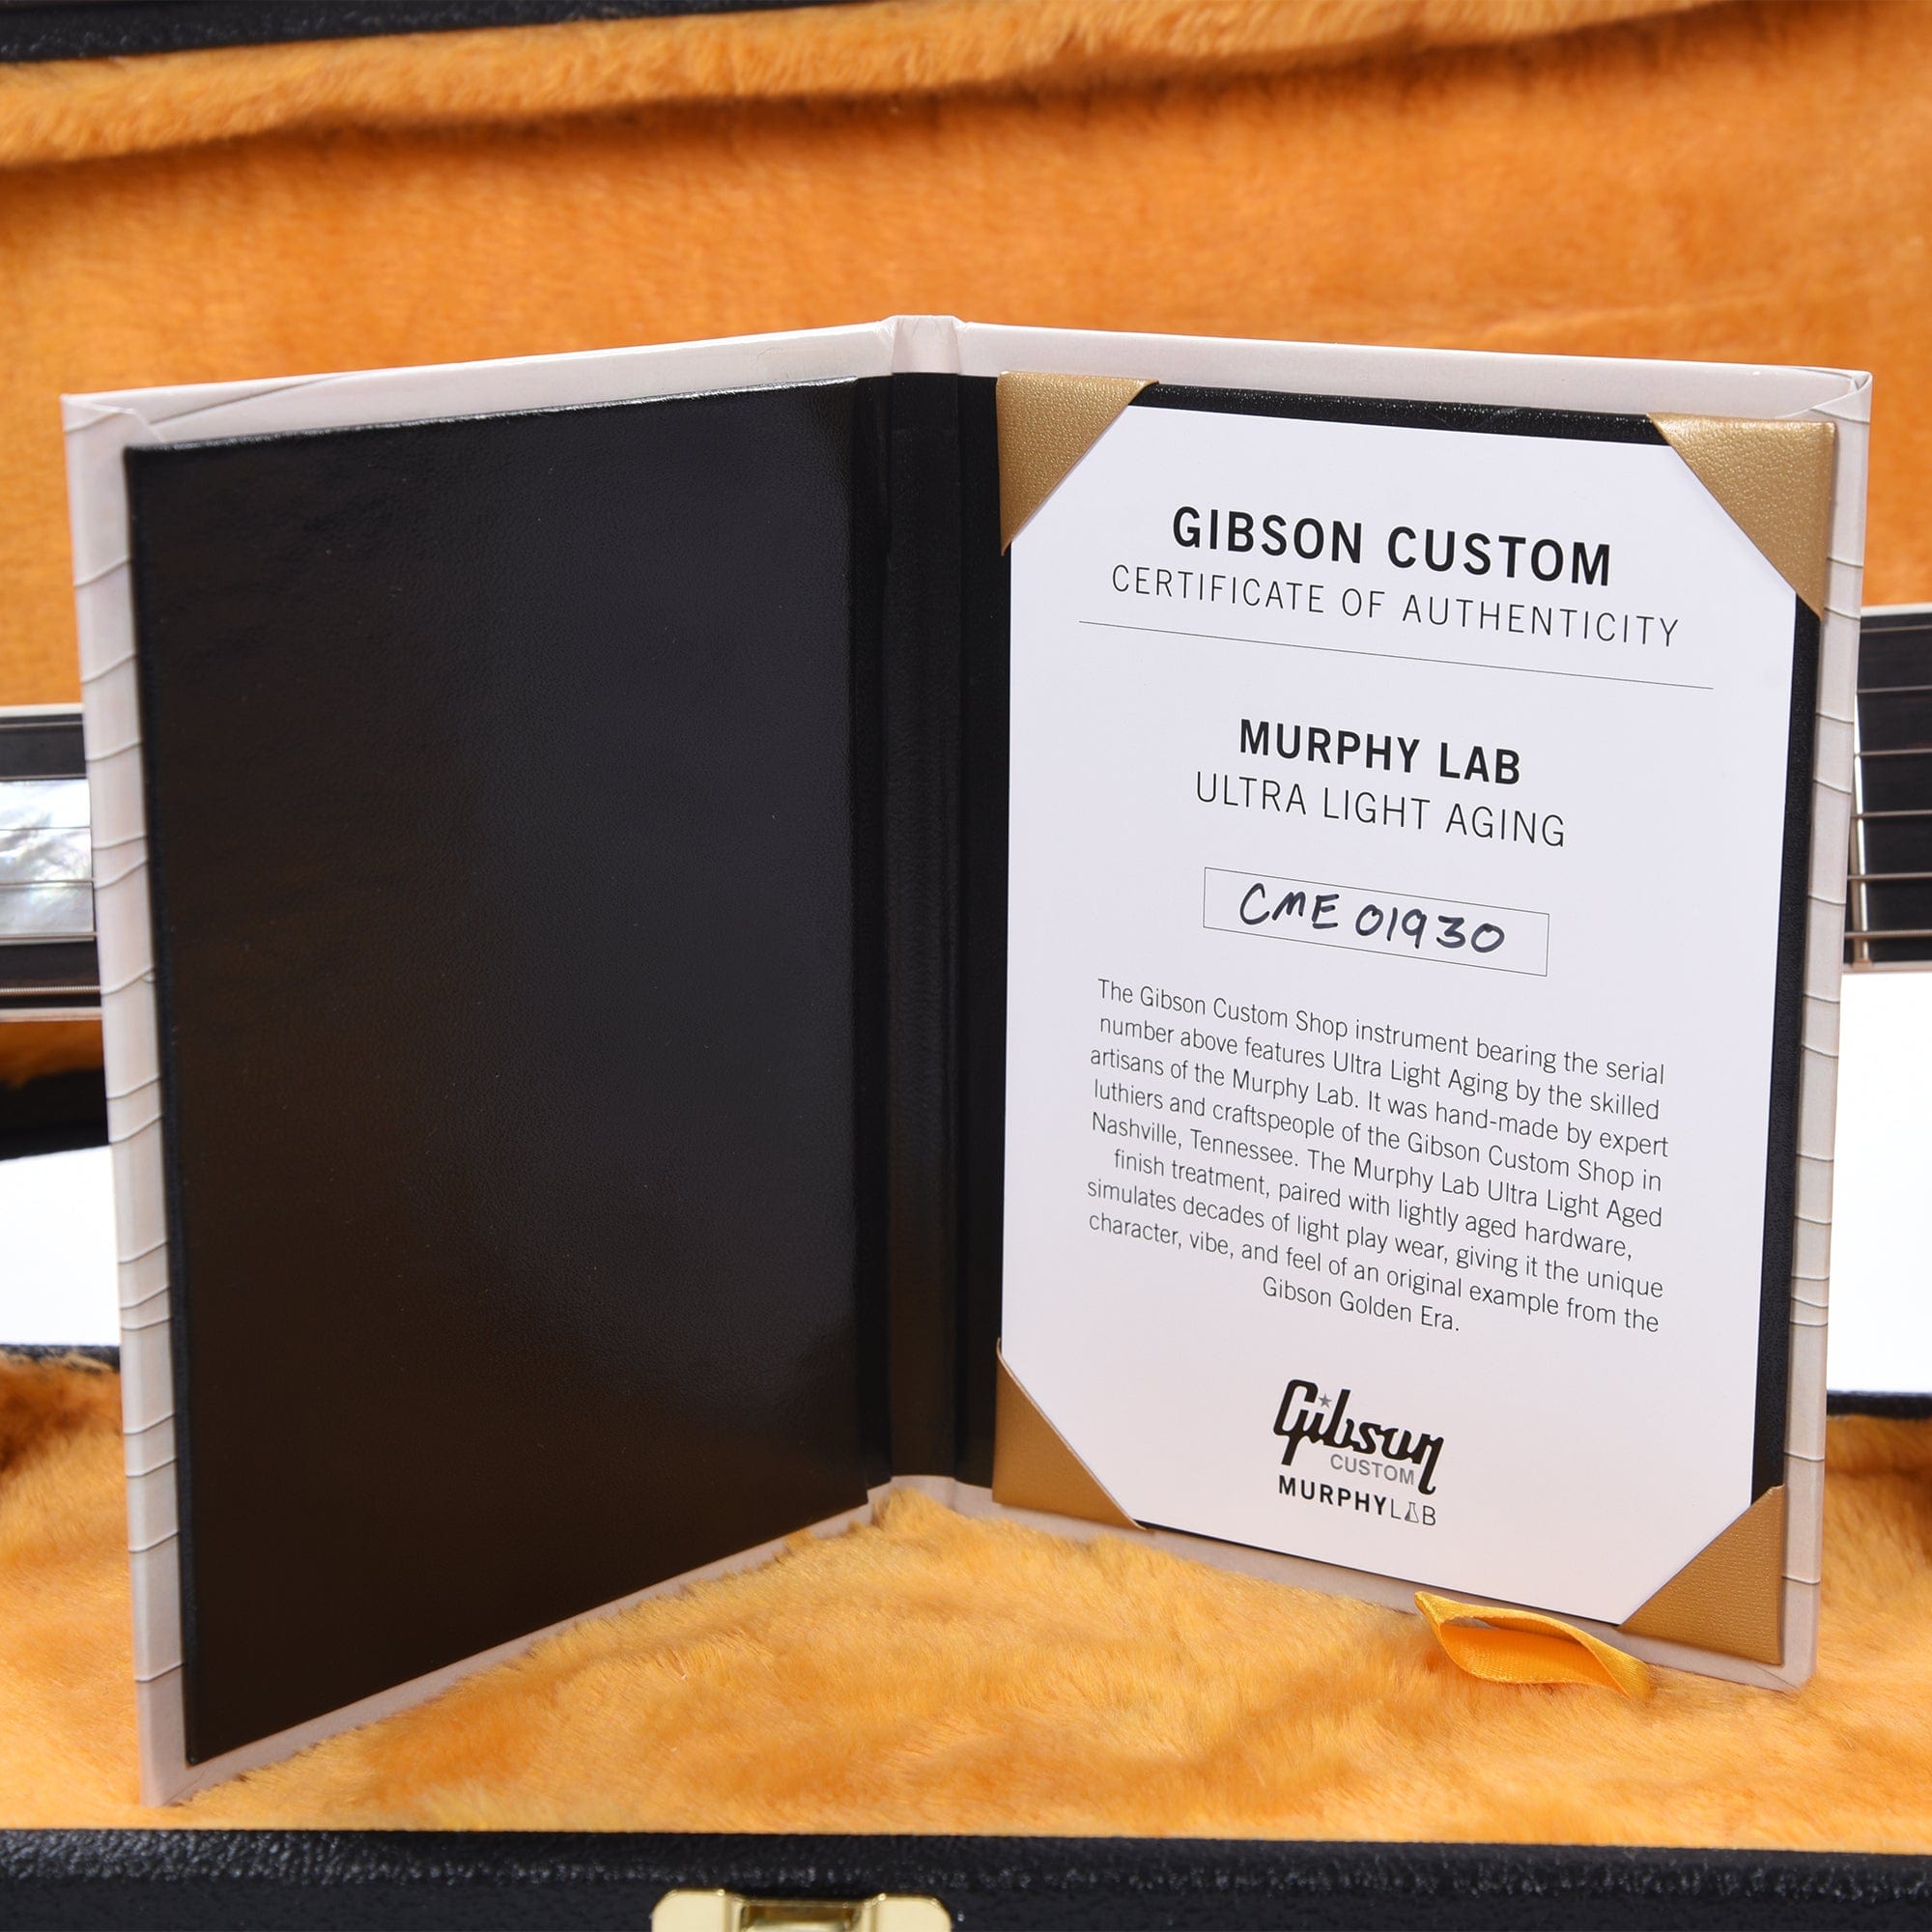 GIBSON CUSTOM
CERTIFICATE OF AUTHENTICITY
MURPHY LAB
ULTRA LIGHT AGING
CME 01930
The Gibson Custom Shop instrument bearing the serial
number above features Ultra Light Aging by the skilled
artisans of the Murphy Lab. It was hand-made by expert
luthiers and craftspeople of the Gibson Custom Shop in
Nashville, Tennessee. The Murphy Lab Ultra Light Aged
finish treatment, paired with lightly aged hardware,
simulates decades of light play wear, giving it the unique
character, vibe, and feel of an original example from the
Gibson Golden Era.
Gibson
CUSTOM
MURPHYLAB